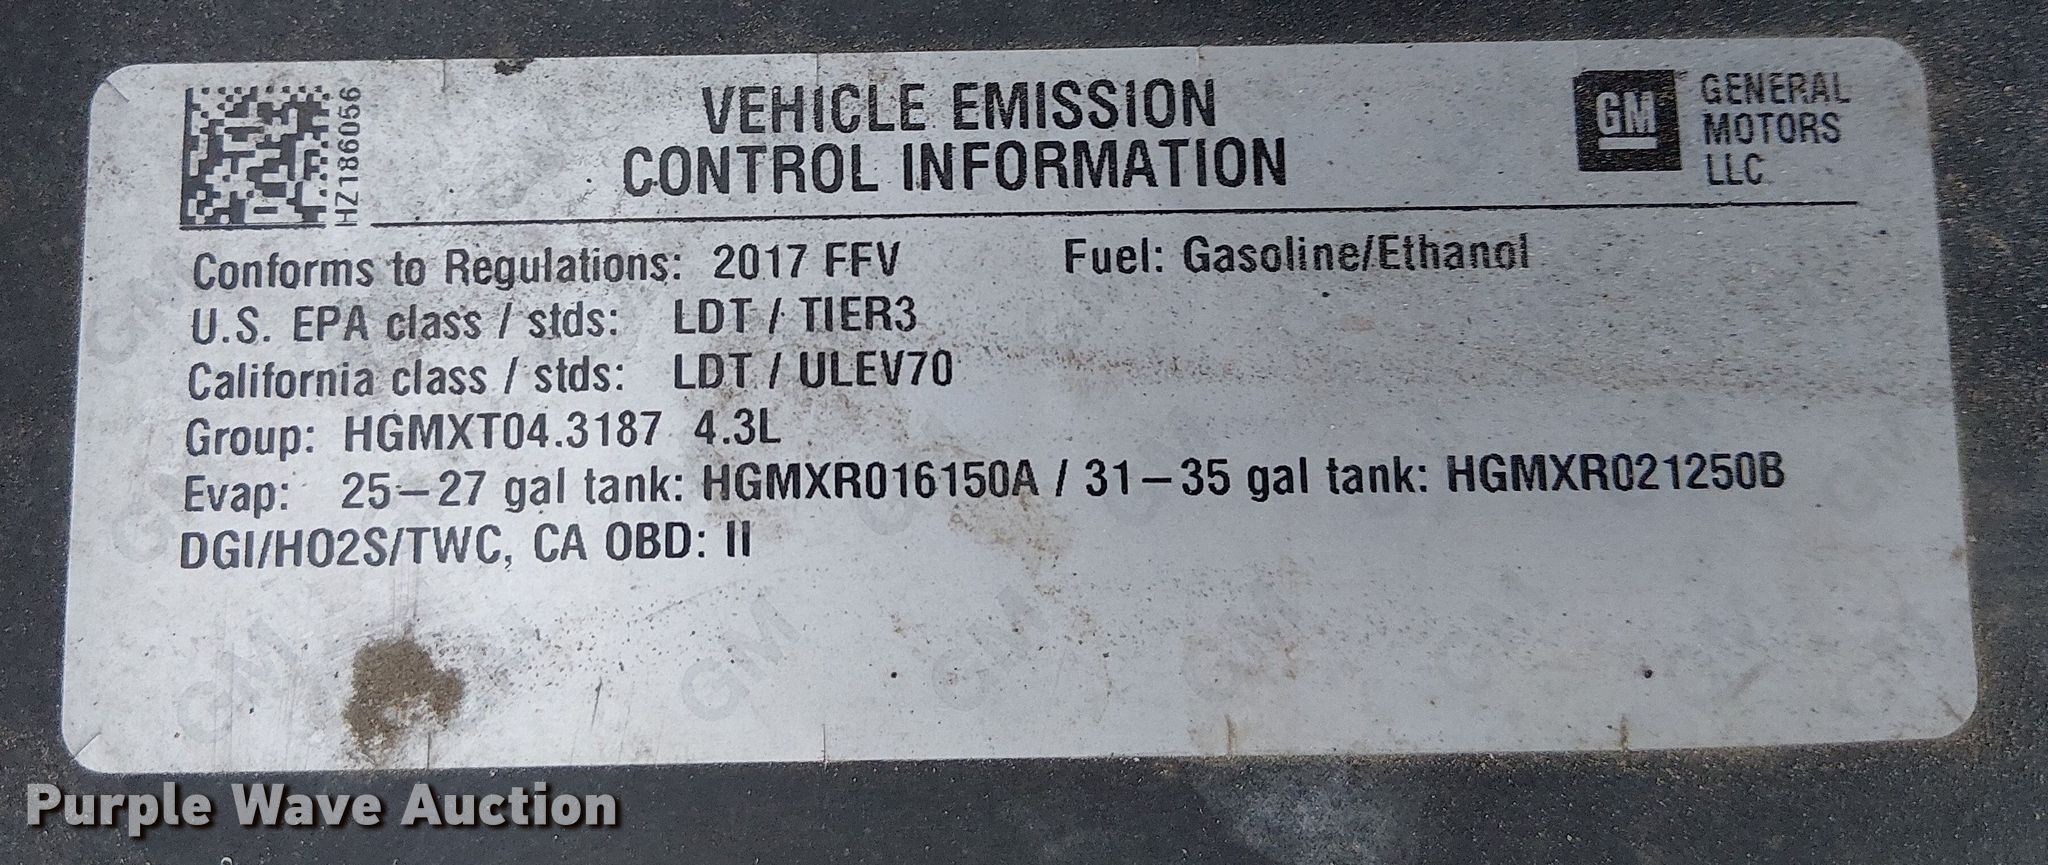 HZ186056
VEHICLE EMISSION
CONTROL INFORMATION
GM
GENERAL
MOTORS
LLC
Conforms to Regulations: 2017 FFV Fuel: Gasoline/Ethanol
U.S. EPA class / stds: LDT / TIER3
California class / stds: LDT / ULEV70
Group: HGMXT04.3187 4.3L
Evap: 25–27 gal tank: HGMXR016150A / 31–35 gal tank: HGMXR021250B
DGI/HO2S/TWC, CA OBD: II
Purple Wave Auction